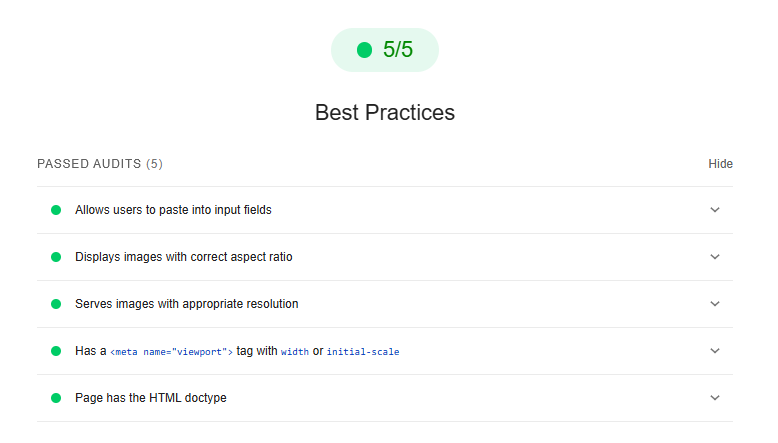 5/5
Best Practices
PASSED AUDITS (5) Hide
Allows users to paste into input fields
Displays images with correct aspect ratio
Serves images with appropriate resolution
Has a <meta name="viewport"> tag with width or initial-scale
Page has the HTML doctype